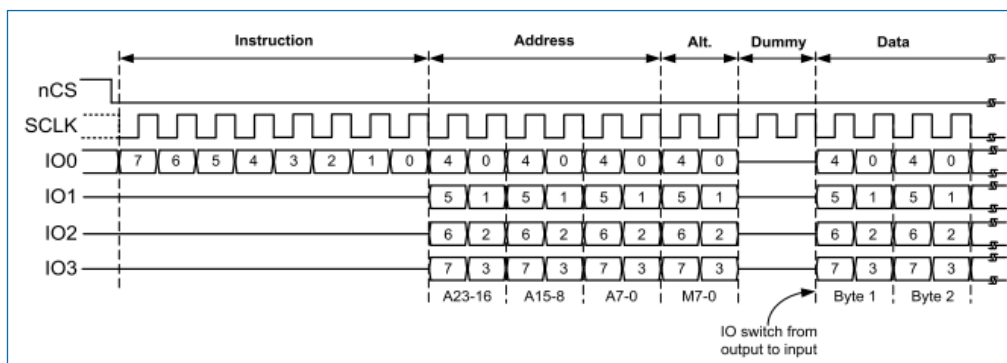 Instruction Address Alt. Dummy Data
nCS
SCLK
IO0 7 6 5 4 3 2 1 0 4 0 4 0 4 0 4 0 4 0 4 0
IO1 5 1 5 1 5 1 5 1 5 1 5 1
IO2 6 2 6 2 6 2 6 2 6 2 6 2
IO3 7 3 7 3 7 3 7 3 7 3 7 3
A23-16 A15-8 A7-0 M7-0 Byte 1 Byte 2
IO switch from
output to input